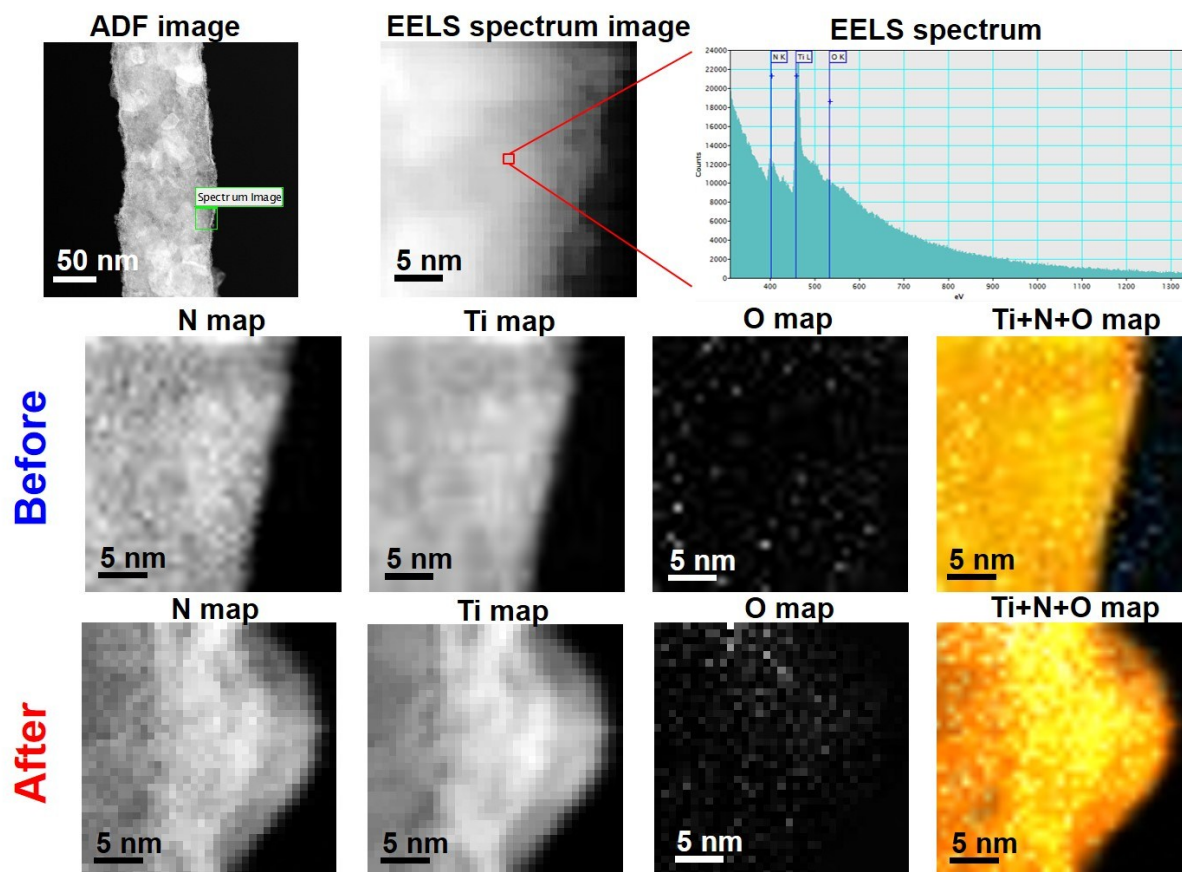 ADF image
EELS spectrum image
EELS spectrum
Spectrum Image
50 nm
5 nm
24000
22000
20000
18000
16000
14000
12000
10000
8000
6000
4000
2000
0
Counts
N K
Ti L
O K
400 500 600 700 800 900 1000 1100 1200 1300
eV
Before
N map
Ti map
O map
Ti+N+O map
5 nm
5 nm
5 nm
5 nm
After
N map
Ti map
O map
Ti+N+O map
5 nm
5 nm
5 nm
5 nm